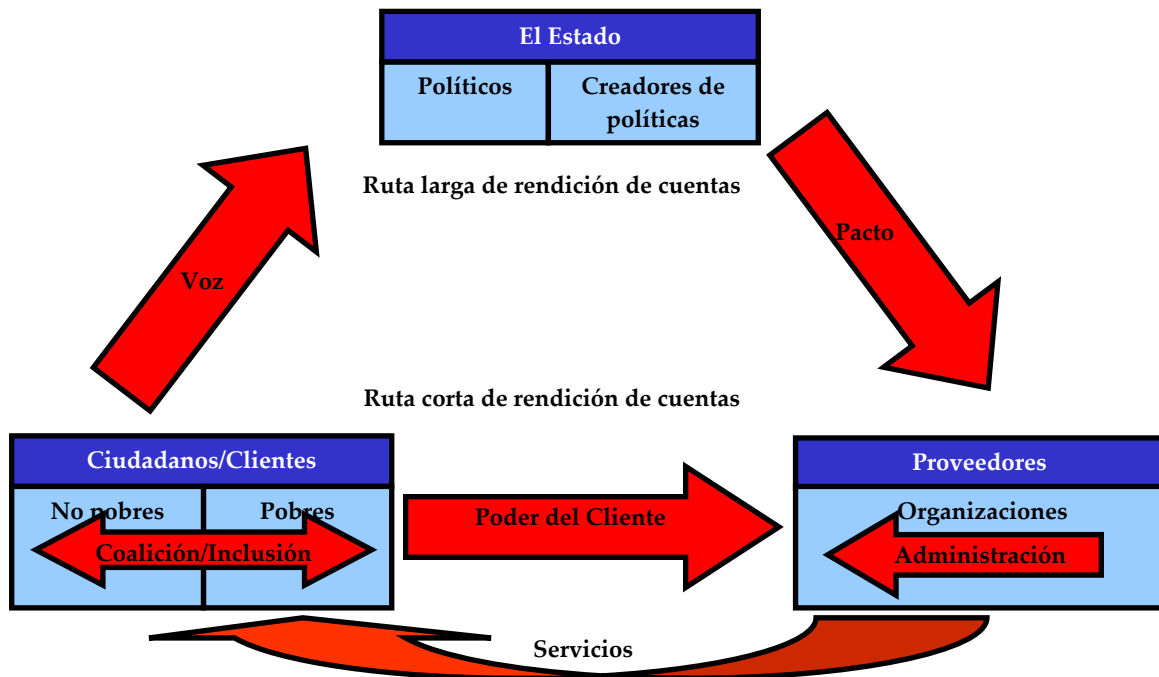 El Estado
Políticos
Creadores de
políticas
Ruta larga de rendición de cuentas
Pacto
Voz
Ruta corta de rendición de cuentas
Ciudadanos/Clientes
No pobres
Pobres
Coalición/Inclusión
Poder del Cliente
Proveedores
Organizaciones
Administración
Servicios